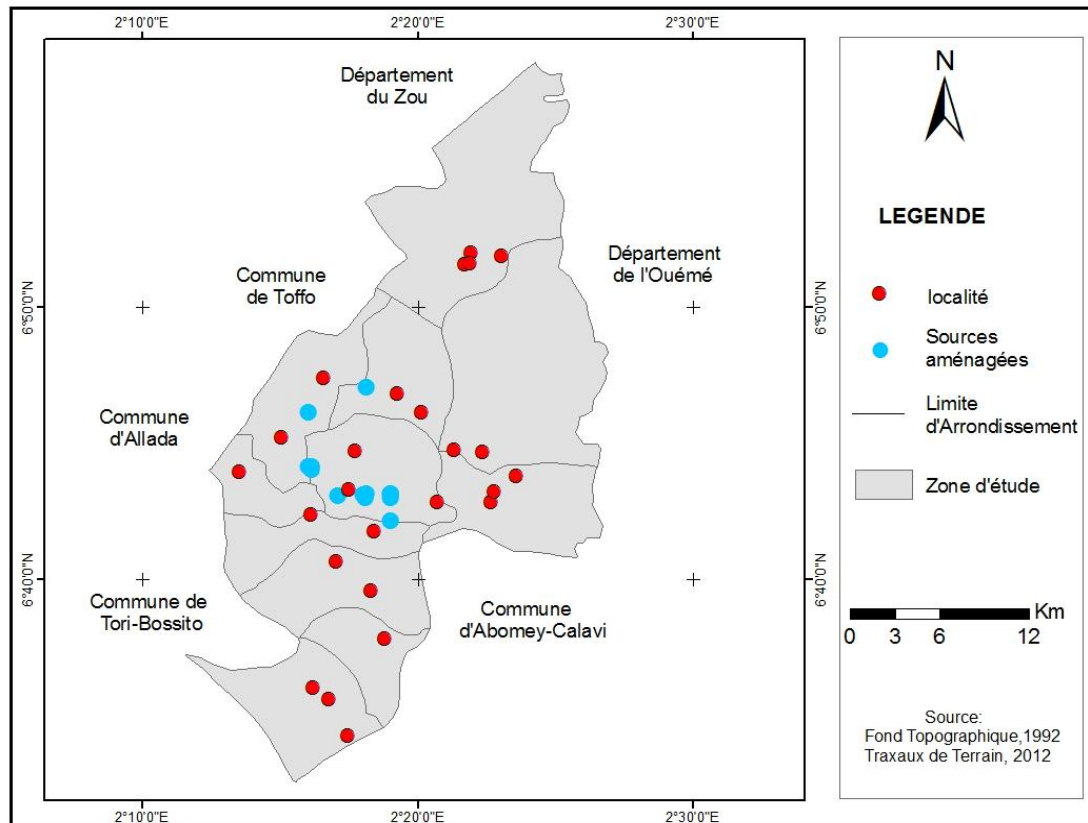 2°10'0"E
2°20'0"E
2°30'0"E
Département
du Zou
Département
de l'Ouémé
Commune
de Toffo
6°50'0"N
6°50'0"N
Commune
d'Allada
6°40'0"N
6°40'0"N
Commune de
Tori-Bossito
Commune
d'Abomey-Calavi
2°10'0"E
2°20'0"E
2°30'0"E
N
LEGENDE
localité
Sources
aménagées
Limite
d'Arrondissement
Zone d'étude
Km
0 3 6 12
Source:
Fond Topographique,1992
Traxaux de Terrain, 2012